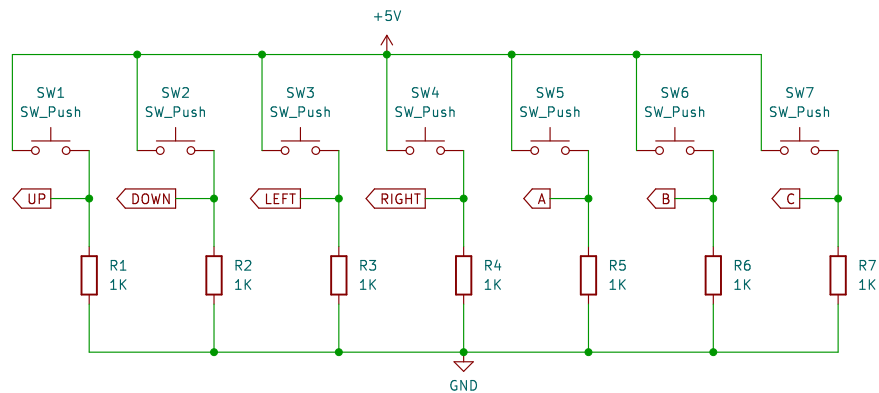 +5V
SW1 SW2 SW3 SW4 SW5 SW6 SW7
SW_Push SW_Push SW_Push SW_Push SW_Push SW_Push SW_Push
UP DOWN LEFT RIGHT A B C
R1 R2 R3 R4 R5 R6 R7
1K 1K 1K 1K 1K 1K 1K
GND